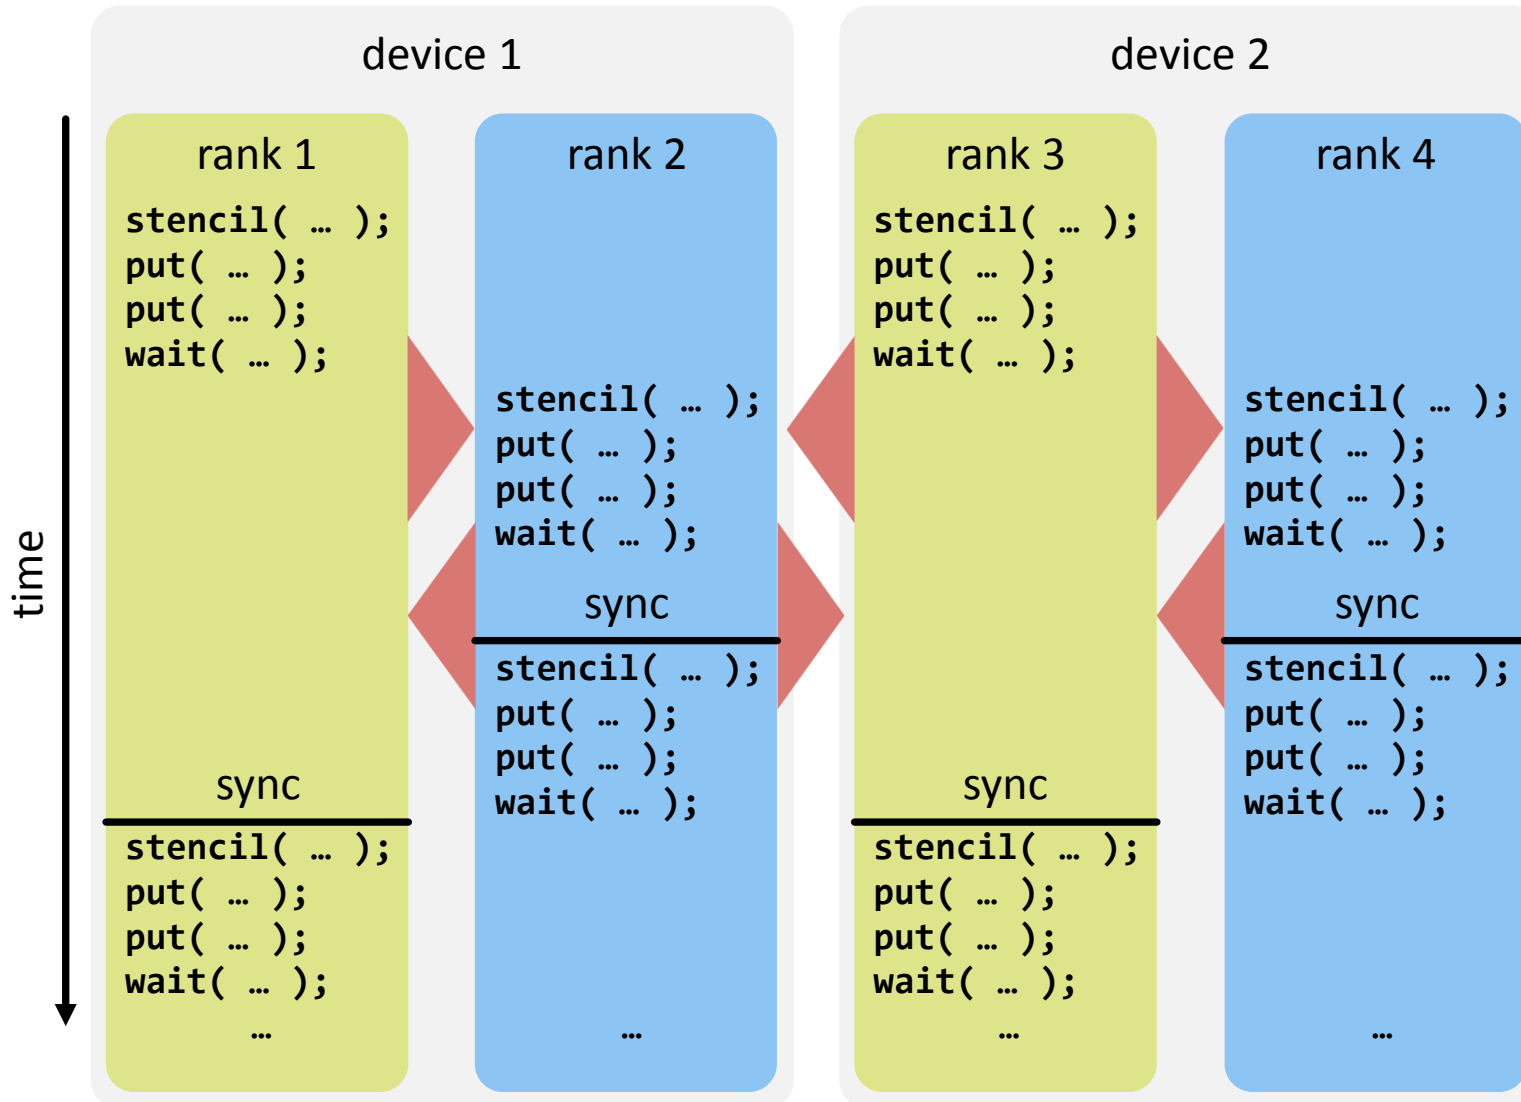 device 1
device 2
time
rank 1
stencil( … );
put( … );
put( … );
wait( … );
sync
stencil( … );
put( … );
put( … );
wait( … );
…
rank 2
stencil( … );
put( … );
put( … );
wait( … );
sync
stencil( … );
put( … );
put( … );
wait( … );
…
rank 3
stencil( … );
put( … );
put( … );
wait( … );
sync
stencil( … );
put( … );
put( … );
wait( … );
…
rank 4
stencil( … );
put( … );
put( … );
wait( … );
sync
stencil( … );
put( … );
put( … );
wait( … );
…